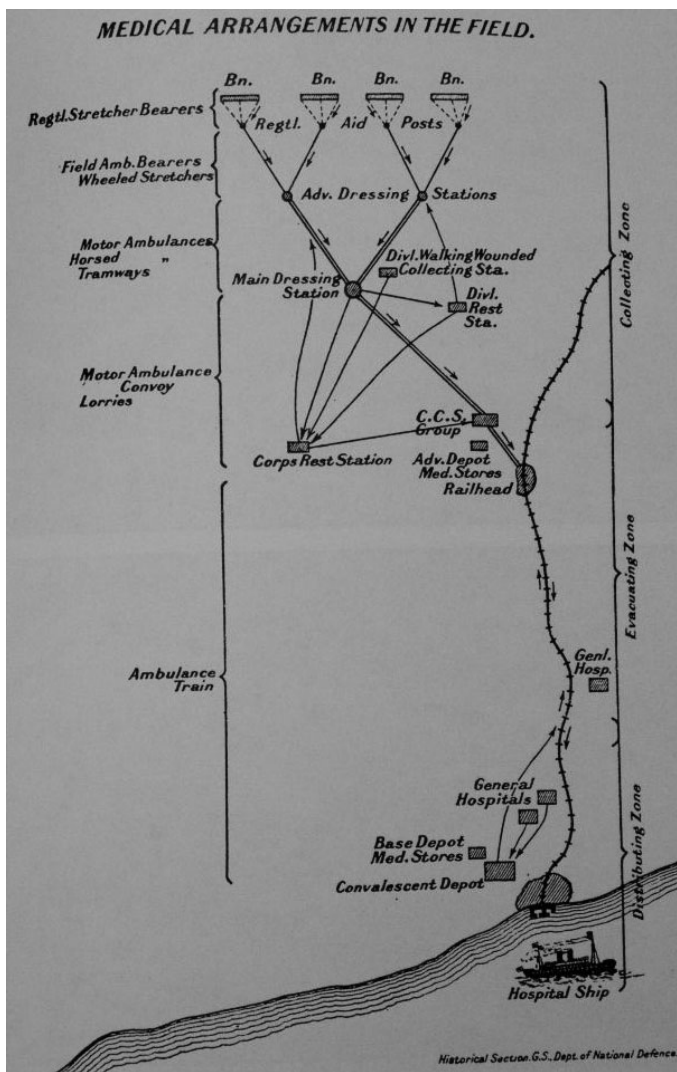 MEDICAL ARRANGEMENTS IN THE FIELD.
Bn. Bn. Bn. Bn.
Regtl. Stretcher Bearers
Regtl. Aid Posts
Field Amb. Bearers
Wheeled Stretchers
Adv. Dressing Stations
Motor Ambulances
Horsed "
Tramways
Divl. Walking Wounded
Collecting Sta.
Main Dressing
Station
Divl.
Rest
Sta.
Collecting Zone
Motor Ambulance
Convoy
Lorries
C.C.S.
Group
Corps Rest Station
Adv. Depot
Med. Stores
Railhead
Evacuating Zone
Ambulance
Train
Genl.
Hosp.
General
Hospitals
Base Depot
Med. Stores
Convalescent Depot
Distributing Zone
Hospital Ship
Historical Section. G.S., Dept. of National Defence.